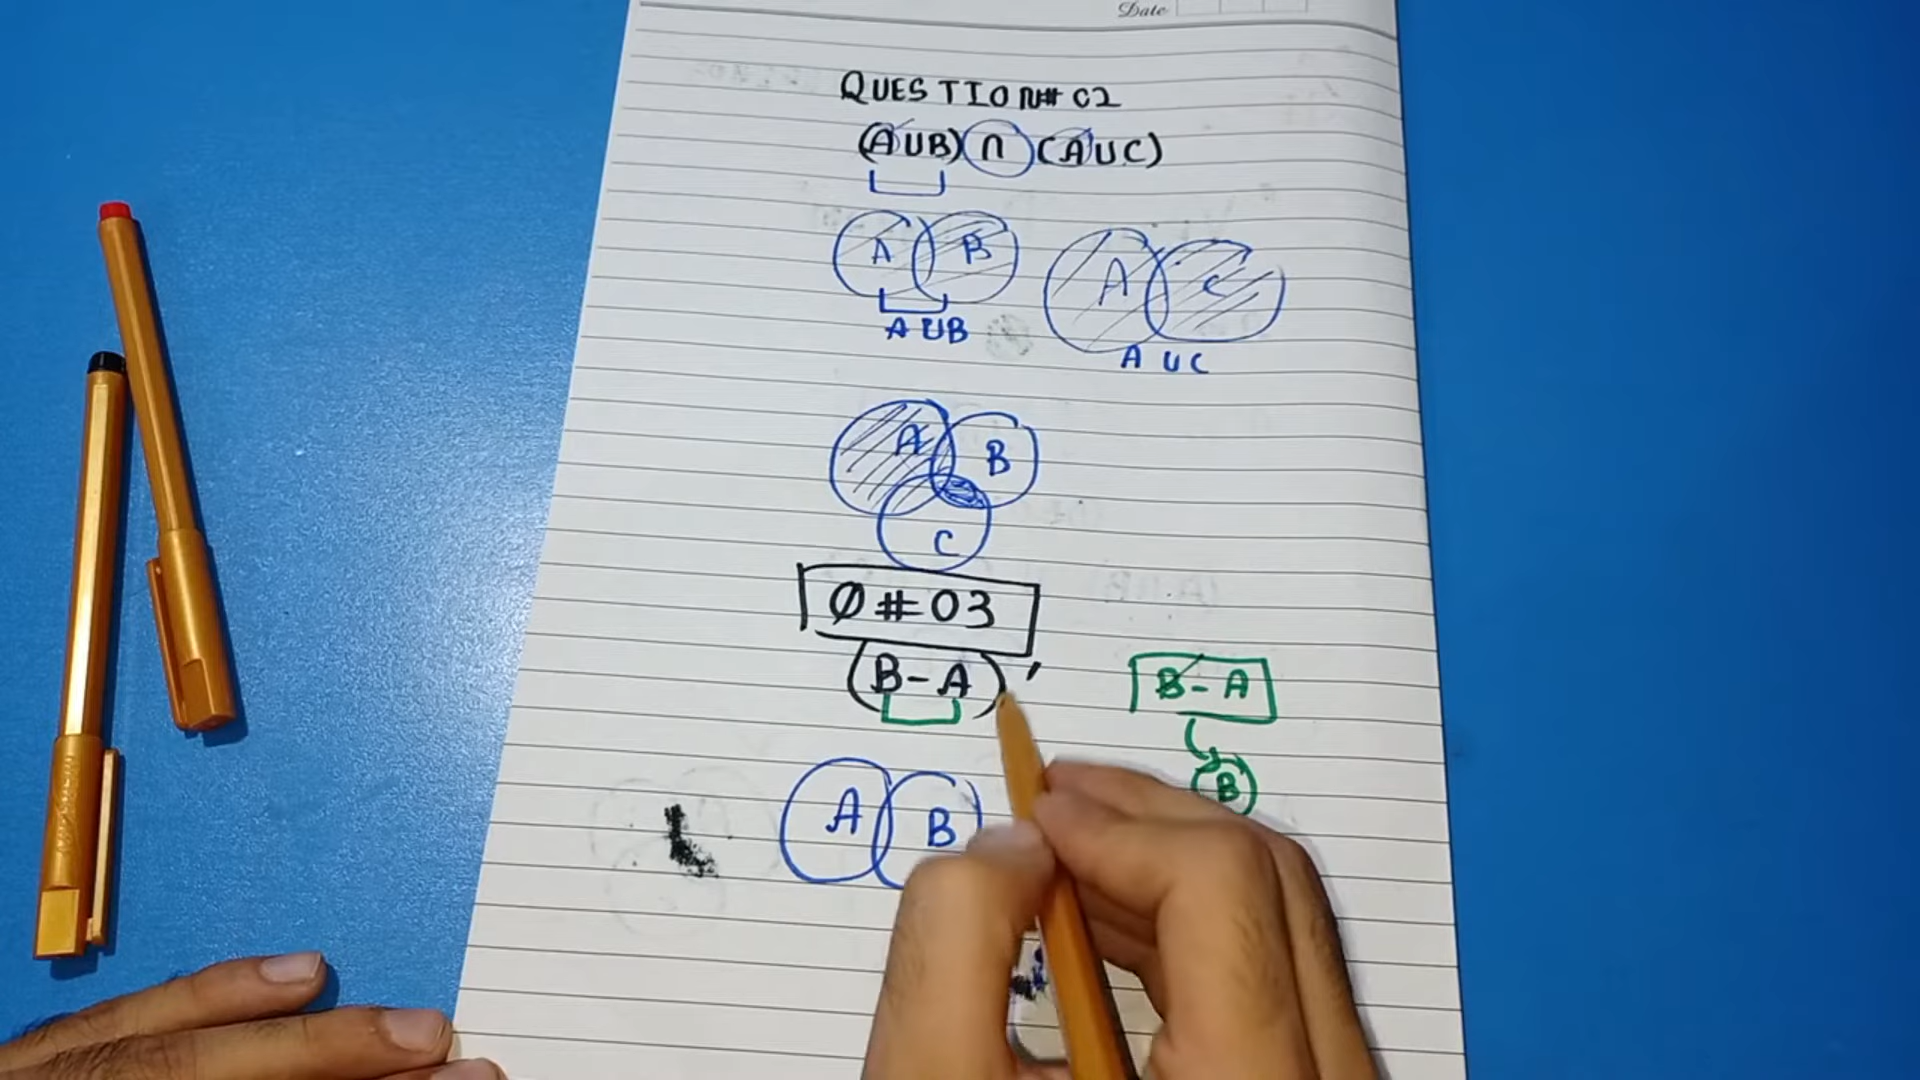 Date
QUESTION# 02
(AUB) ∩ (AUC)
A B
A C
AUB
AUC
A B
C
Q#03
(B-A)'
B-A
B
A B